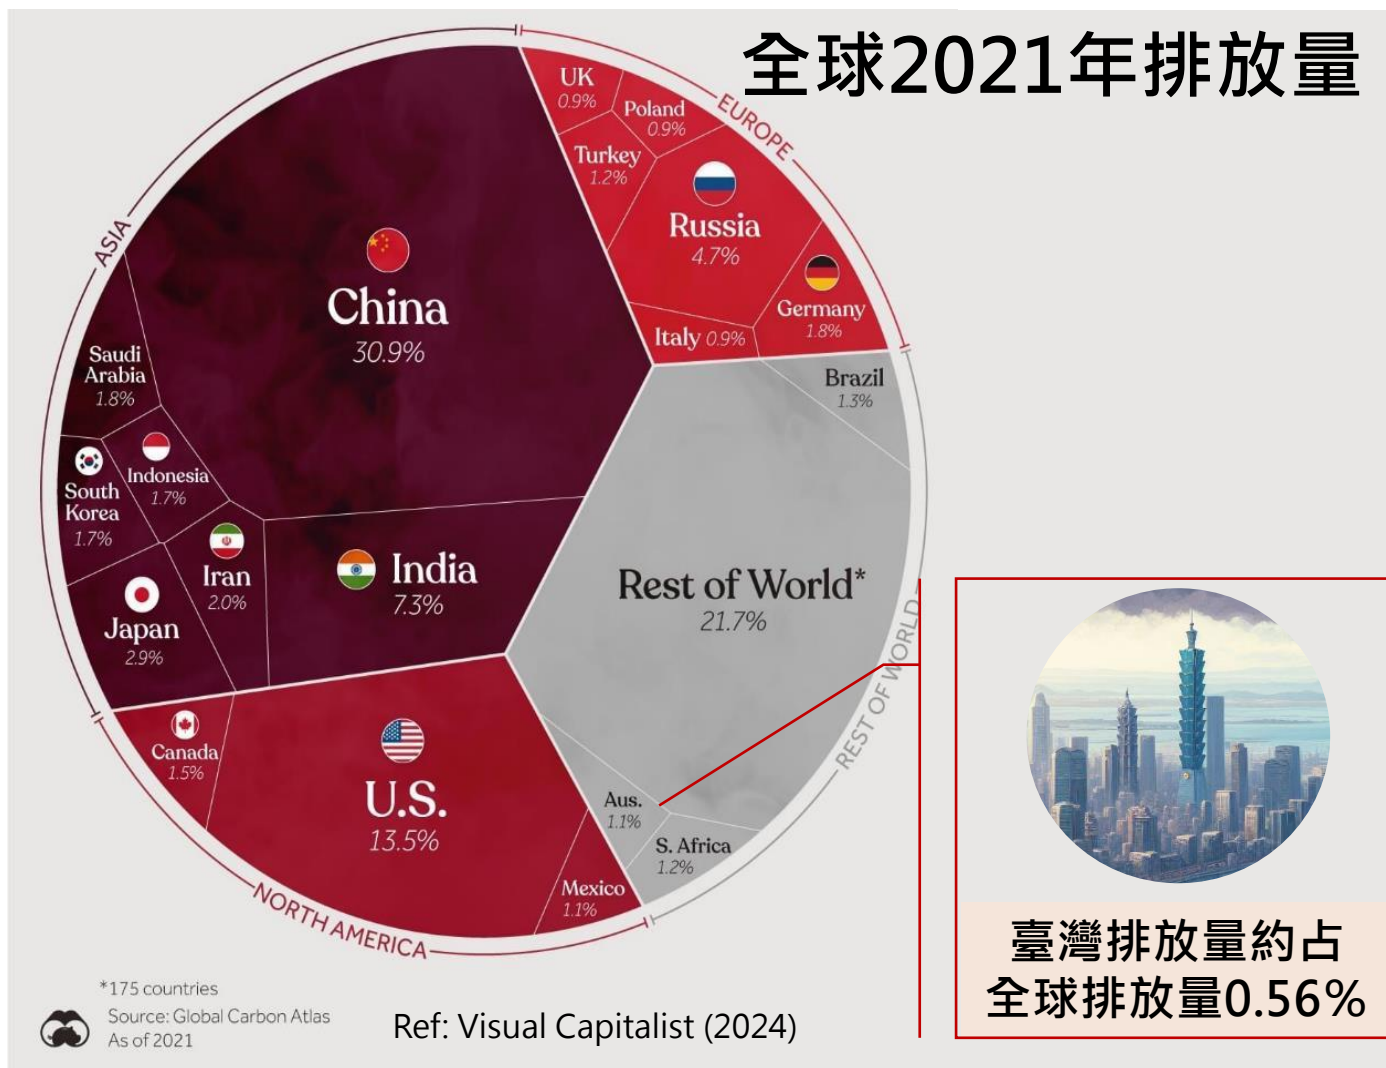 全球2021年排放量
ASIA
EUROPE
UK
0.9%
Poland
0.9%
Turkey
1.2%
Russia
4.7%
Germany
1.8%
Italy 0.9%
China
30.9%
Saudi
Arabia
1.8%
South
Korea
1.7%
Indonesia
1.7%
Iran
2.0%
Japan
2.9%
India
7.3%
Brazil
1.3%
Rest of World*
21.7%
REST OF WORLD
Aus.
1.1%
S. Africa
1.2%
Canada
1.5%
U.S.
13.5%
Mexico
1.1%
NORTH AMERICA
臺灣排放量約占
全球排放量0.56%
*175 countries
Source: Global Carbon Atlas
As of 2021
Ref: Visual Capitalist (2024)